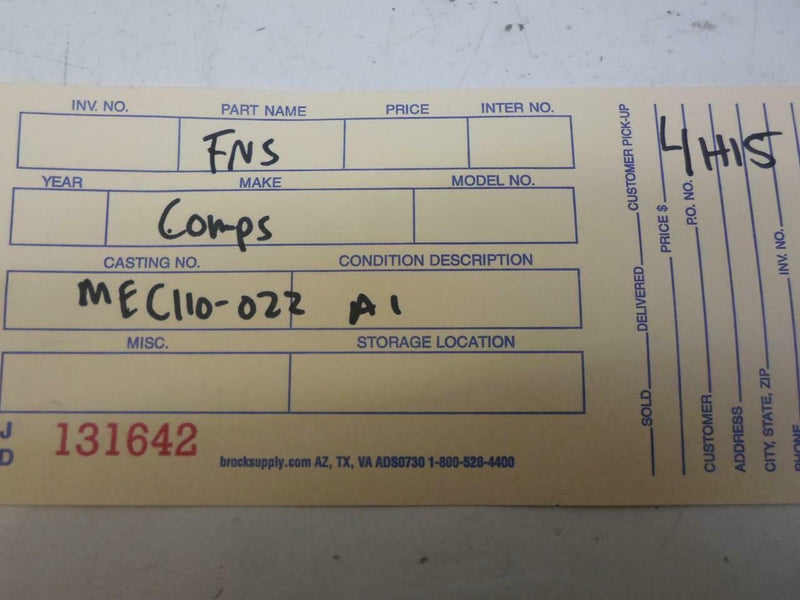 INV. NO. PART NAME PRICE INTER NO.
FNS
YEAR MAKE MODEL NO.
Comps
CASTING NO. CONDITION DESCRIPTION
MEC110-022 A1
MISC. STORAGE LOCATION
J
D
131642
brocksupply.com AZ, TX, VA ADS0730 1-800-528-4400
SOLD DELIVERED CUSTOMER PICK-UP
PRICE $
P.O. NO.
4H15
CUSTOMER
ADDRESS
CITY, STATE, ZIP
INV. NO.
PHONE